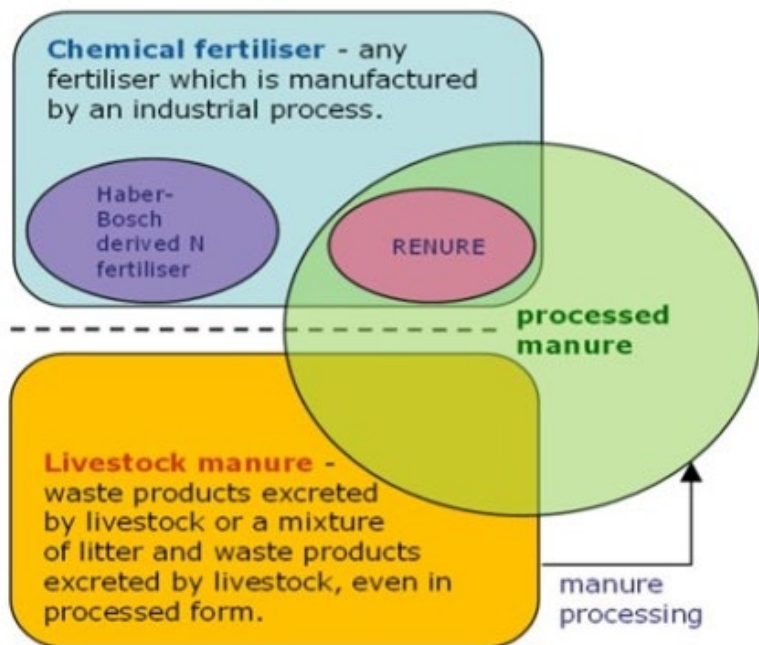 Chemical fertiliser - any
fertiliser which is manufactured
by an industrial process.
Haber-
Bosch
derived N
fertiliser
RENURE
processed
manure
Livestock manure -
waste products excreted
by livestock or a mixture
of litter and waste products
excreted by livestock, even in
processed form.
manure
processing